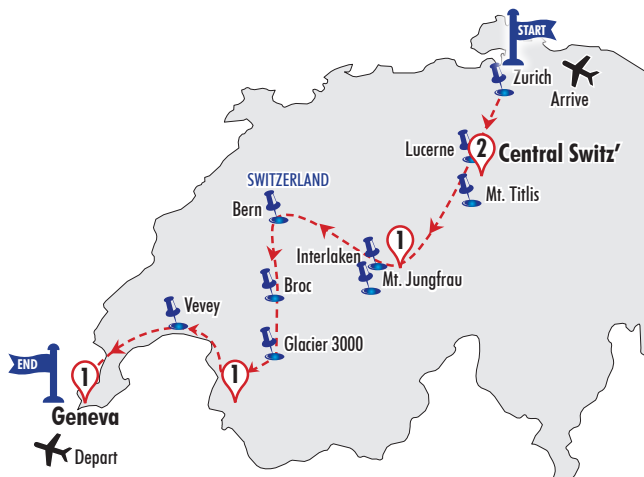 START
Zurich
Arrive
Lucerne
2
Central Switz'
SWITZERLAND
Mt. Titlis
Bern
1
Interlaken
Mt. Jungfrau
Broc
Vevey
Glacier 3000
END
1
1
Geneva
Depart